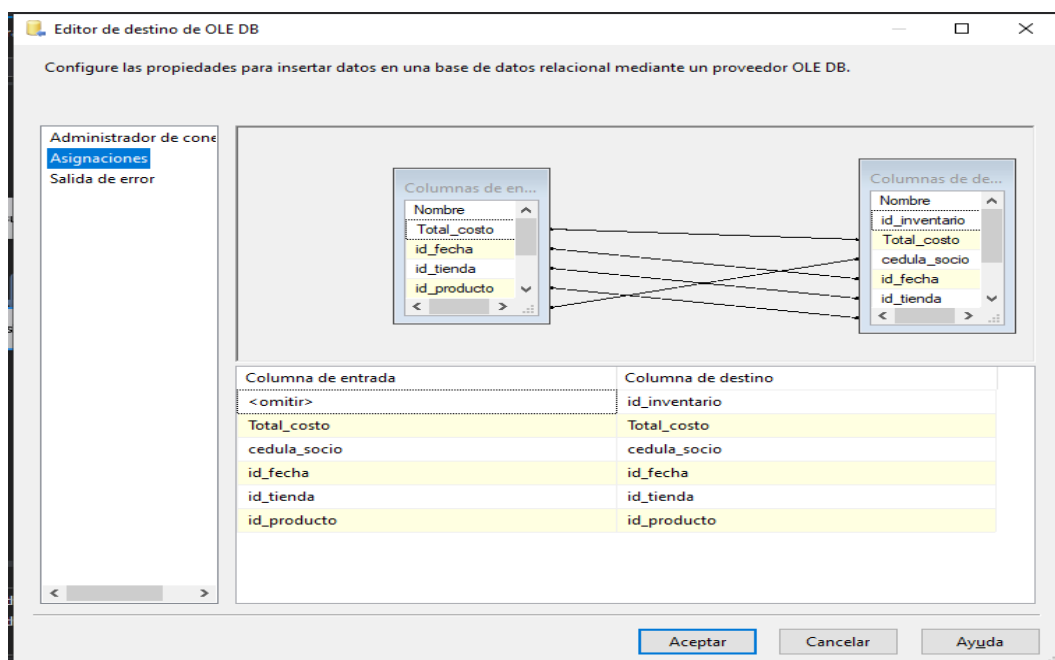 Editor de destino de OLE DB
Configure las propiedades para insertar datos en una base de datos relacional mediante un proveedor OLE DB.
Administrador de cone
Asignaciones
Salida de error
Columnas de en...
Nombre
Total_costo
id_fecha
id_tienda
id_producto
Columnas de de...
Nombre
id_inventario
Total_costo
cedula_socio
id_fecha
id_tienda
Columna de entrada Columna de destino
<omitir> id_inventario
Total_costo Total_costo
cedula_socio cedula_socio
id_fecha id_fecha
id_tienda id_tienda
id_producto id_producto
Aceptar Cancelar Ayuda